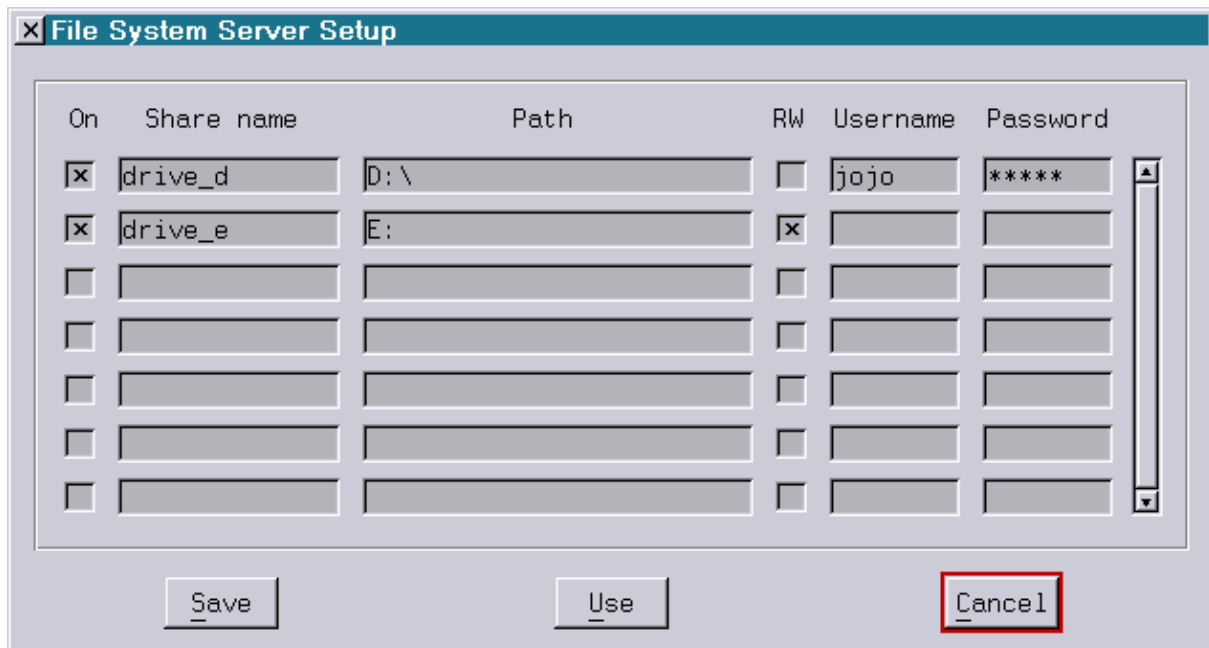 File System Server Setup
On Share name Path RW Username Password
x drive_d D:\ jojo *****
x drive_e E: x
Save Use Cancel